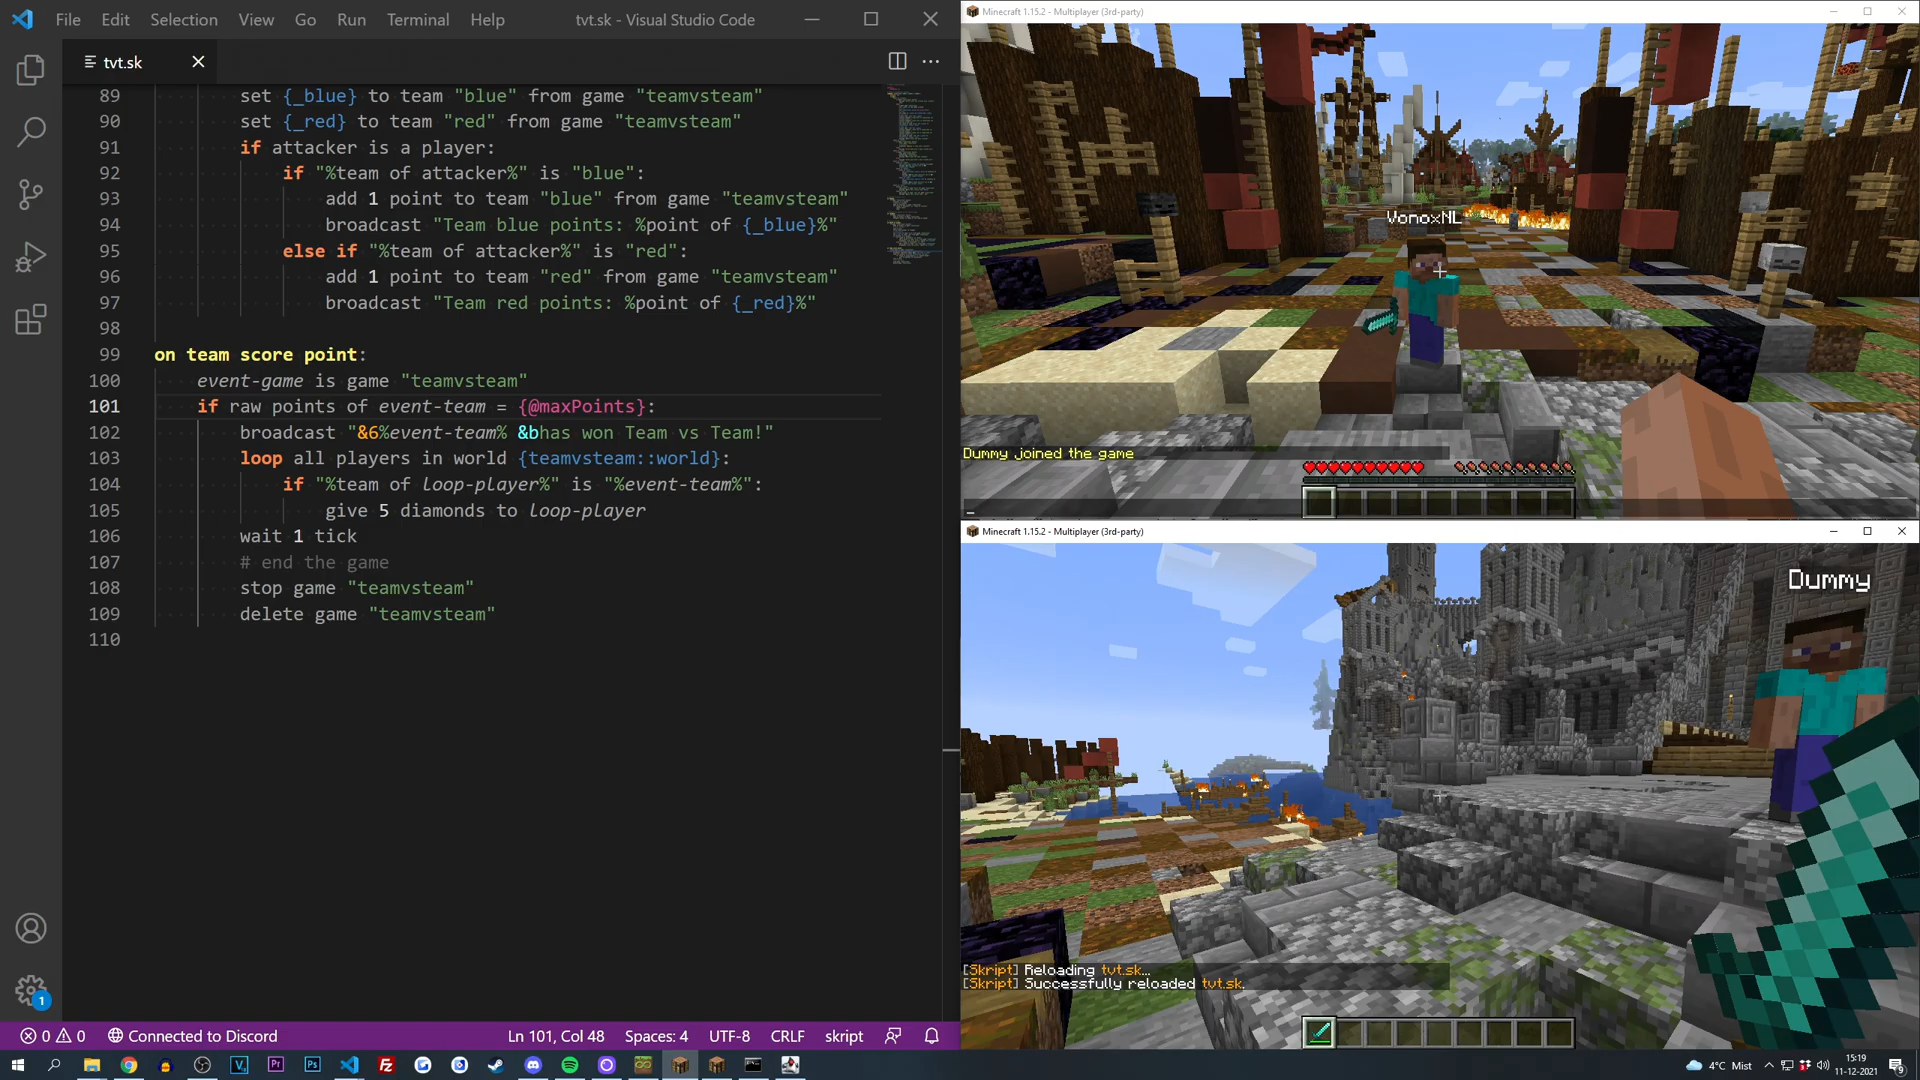 File Edit Selection View Go Run Terminal Help tvt.sk - Visual Studio Code
tvt.sk
89 set {_blue} to team "blue" from game "teamvsteam"
90 set {_red} to team "red" from game "teamvsteam"
91 if attacker is a player:
92 if "%team of attacker%" is "blue":
93 add 1 point to team "blue" from game "teamvsteam"
94 broadcast "Team blue points: %point of {_blue}%"
95 else if "%team of attacker%" is "red":
96 add 1 point to team "red" from game "teamvsteam"
97 broadcast "Team red points: %point of {_red}%"
98
99 on team score point:
100 event-game is game "teamvsteam"
101 if raw points of event-team = {@maxPoints}:
102 broadcast "&6%event-team% &bhas won Team vs Team!"
103 loop all players in world {teamvsteam::world}:
104 if "%team of loop-player%" is "%event-team%":
105 give 5 diamonds to loop-player
106 wait 1 tick
107 # end the game
108 stop game "teamvsteam"
109 delete game "teamvsteam"
110
1
0 0 Connected to Discord Ln 101, Col 48 Spaces: 4 UTF-8 CRLF skript
Minecraft 1.15.2 - Multiplayer (3rd-party)
VonoxNL
Dummy joined the game
_
Minecraft 1.15.2 - Multiplayer (3rd-party)
Dummy
[Skript] Reloading tvt.sk...
[Skript] Successfully reloaded tvt.sk.
V Pr Ps Fz
4°C Mist
15:19
11-12-2021